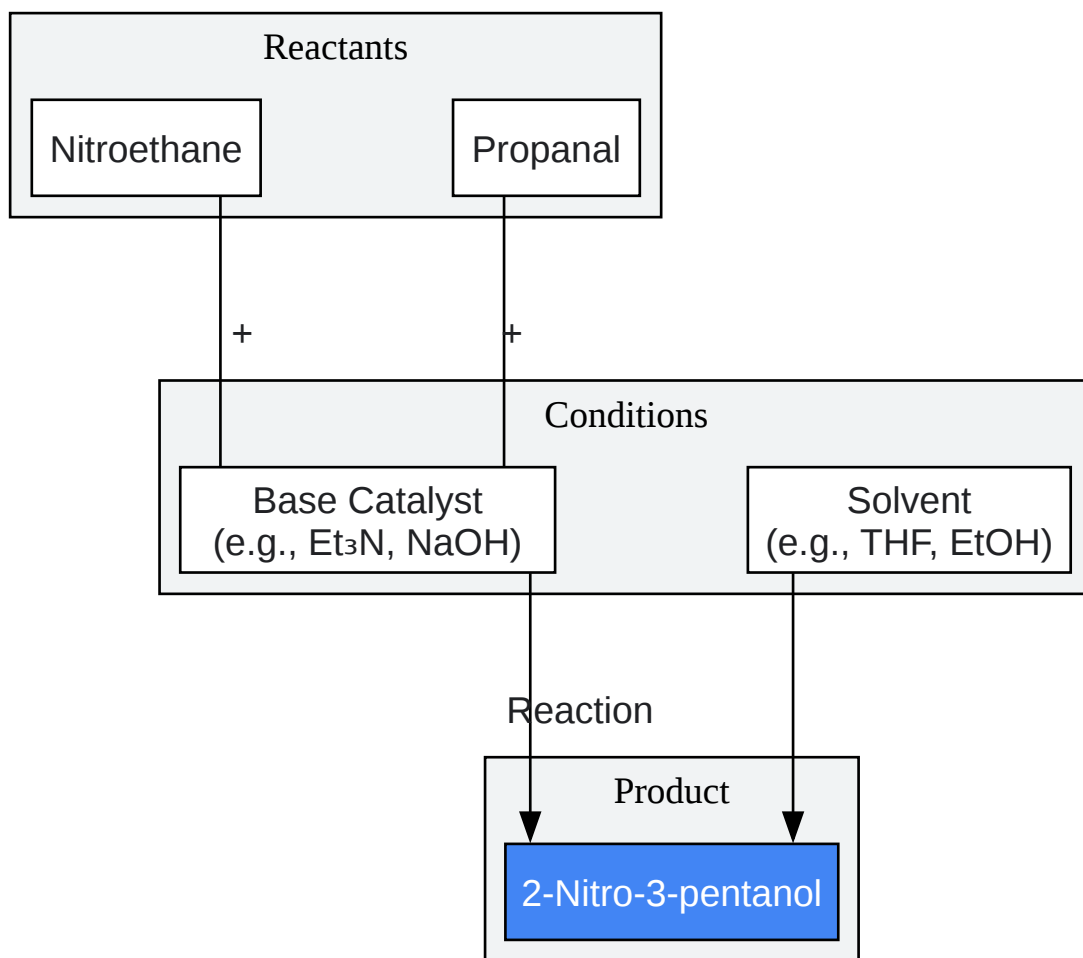 Reactants
Nitroethane
Propanal
+
+
Conditions
Base Catalyst
(e.g., Et₃N, NaOH)
Solvent
(e.g., THF, EtOH)
Reaction
Product
2-Nitro-3-pentanol